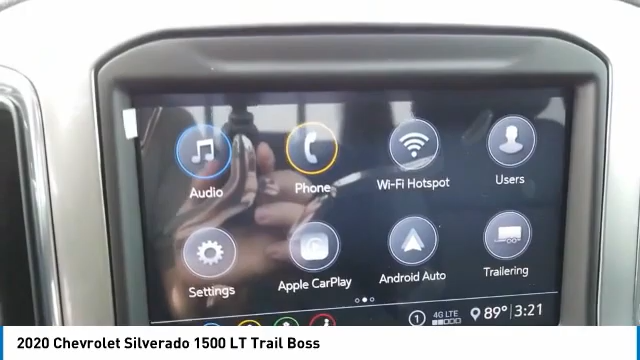 Audio Phone Wi-Fi Hotspot Users
Settings Apple CarPlay Android Auto Trailering
1 4G LTE 89° 3:21
2020 Chevrolet Silverado 1500 LT Trail Boss